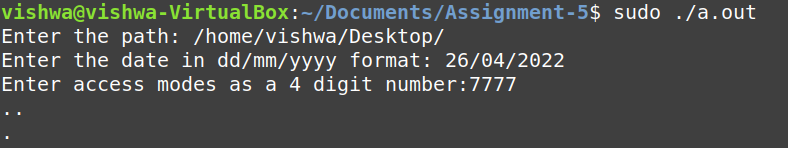 vishwa@vishwa-VirtualBox:~/Documents/Assignment-5$ sudo ./a.out
Enter the path: /home/vishwa/Desktop/
Enter the date in dd/mm/yyyy format: 26/04/2022
Enter access modes as a 4 digit number:7777
..
.